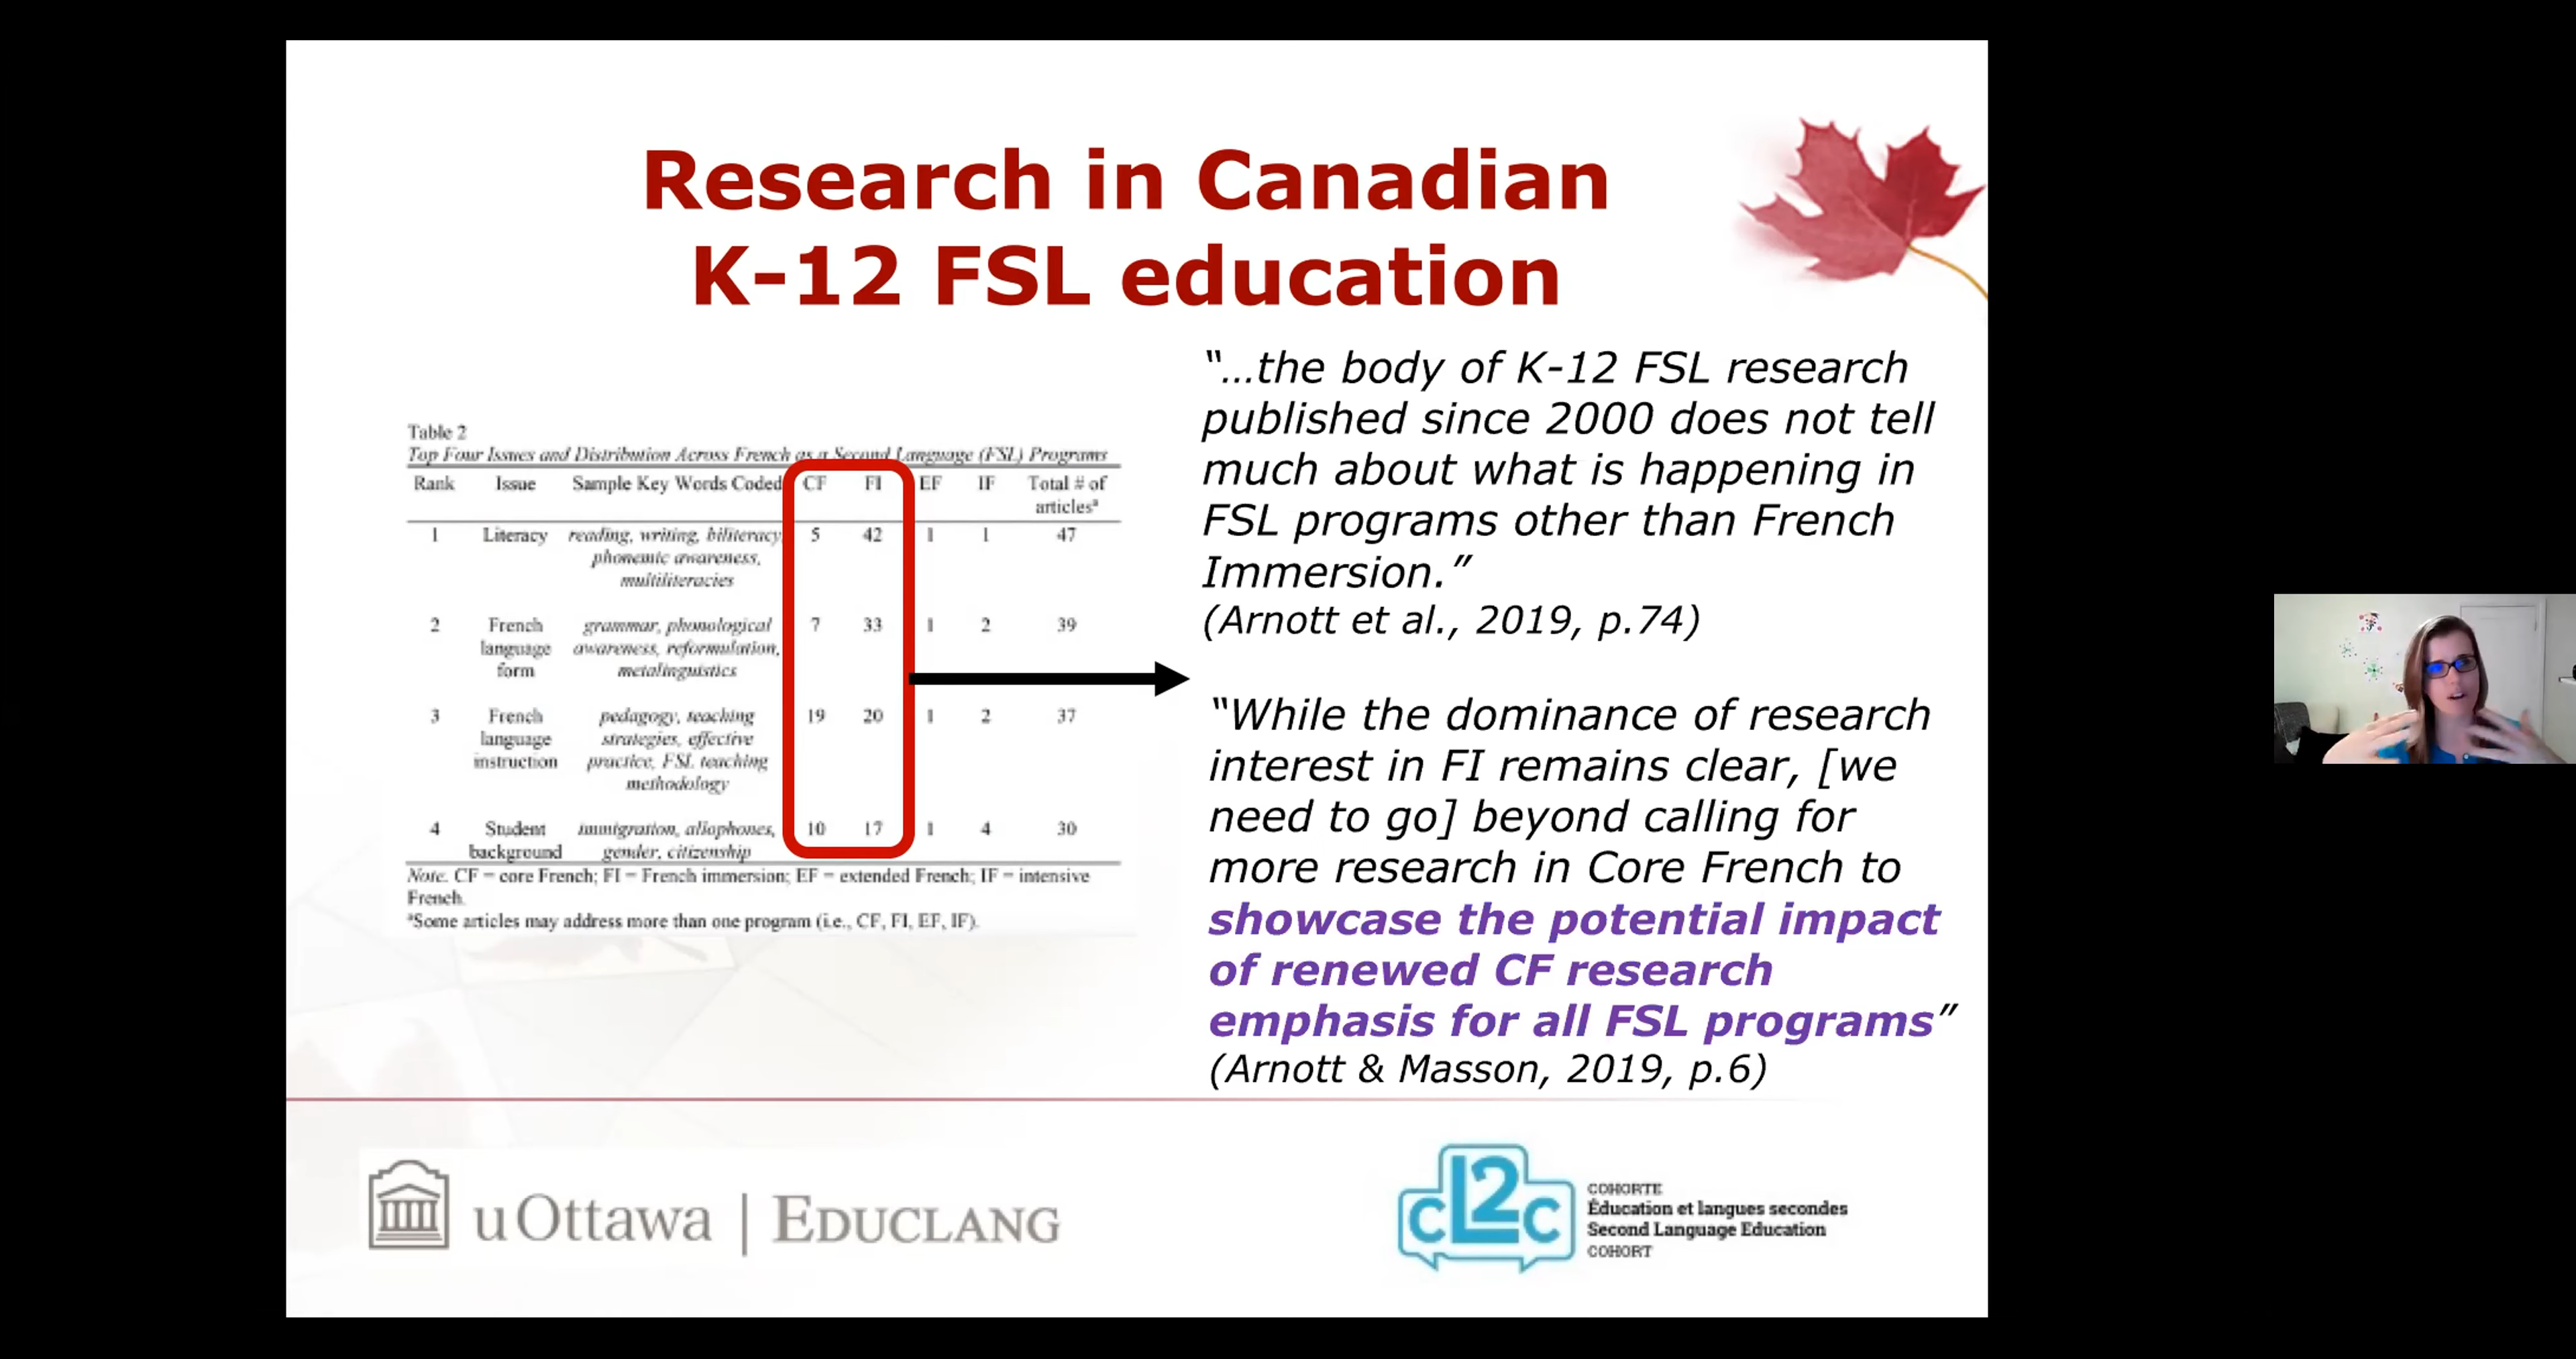 Research in Canadian
K-12 FSL education
Table 2
Top Four Issues and Distribution Across French as a Second Language (FSL) Programs
Rank Issue Sample Key Words Coded CF FI EF IF Total # of
articlesª
1 Literacy reading, writing, biliteracy, 5 42 1 1 47
phonemic awareness,
multiliteracies
2 French grammar, phonological 7 33 1 2 39
language awareness, reformulation,
form metalinguistics
3 French pedagogy, teaching 19 20 1 2 37
language strategies, effective
instruction practice, FSL teaching
methodology
4 Student immigration, allophones, 10 17 1 4 30
background gender, citizenship
Note. CF = core French; FI = French immersion; EF = extended French; IF = intensive
French.
ªSome articles may address more than one program (i.e., CF, FI, EF, IF).
“…the body of K-12 FSL research
published since 2000 does not tell
much about what is happening in
FSL programs other than French
Immersion.”
(Arnott et al., 2019, p.74)
“While the dominance of research
interest in FI remains clear, [we
need to go] beyond calling for
more research in Core French to
showcase the potential impact
of renewed CF research
emphasis for all FSL programs”
(Arnott & Masson, 2019, p.6)
uOttawa | EDUCLANG
CL2C
COHORTE
Éducation et langues secondes
Second Language Education
COHORT